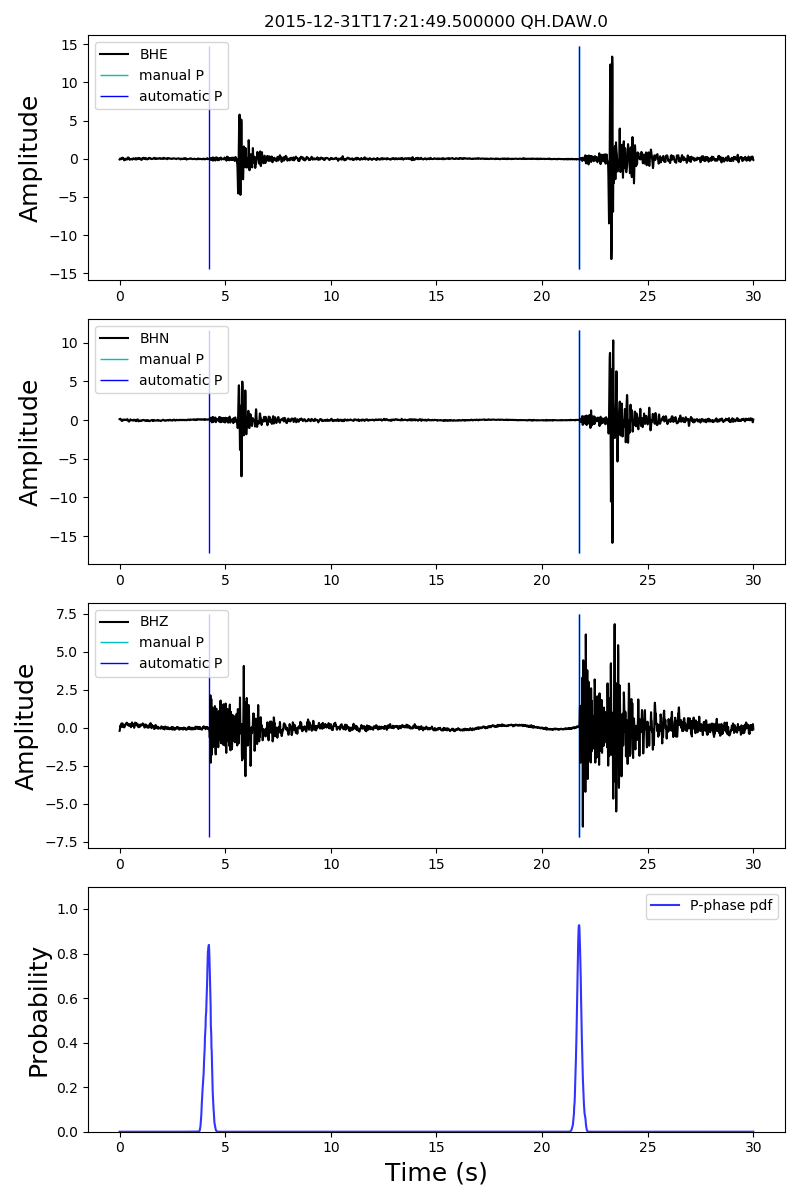 2015-12-31T17:21:49.500000 QH.DAW.0
Amplitude
15
10
5
0
−5
−10
−15
BHE
manual P
automatic P
0 5 10 15 20 25 30
Amplitude
10
5
0
−5
−10
−15
BHN
manual P
automatic P
0 5 10 15 20 25 30
Amplitude
7.5
5.0
2.5
0.0
−2.5
−5.0
−7.5
BHZ
manual P
automatic P
0 5 10 15 20 25 30
Probability
1.0
0.8
0.6
0.4
0.2
0.0
P-phase pdf
0 5 10 15 20 25 30
Time (s)